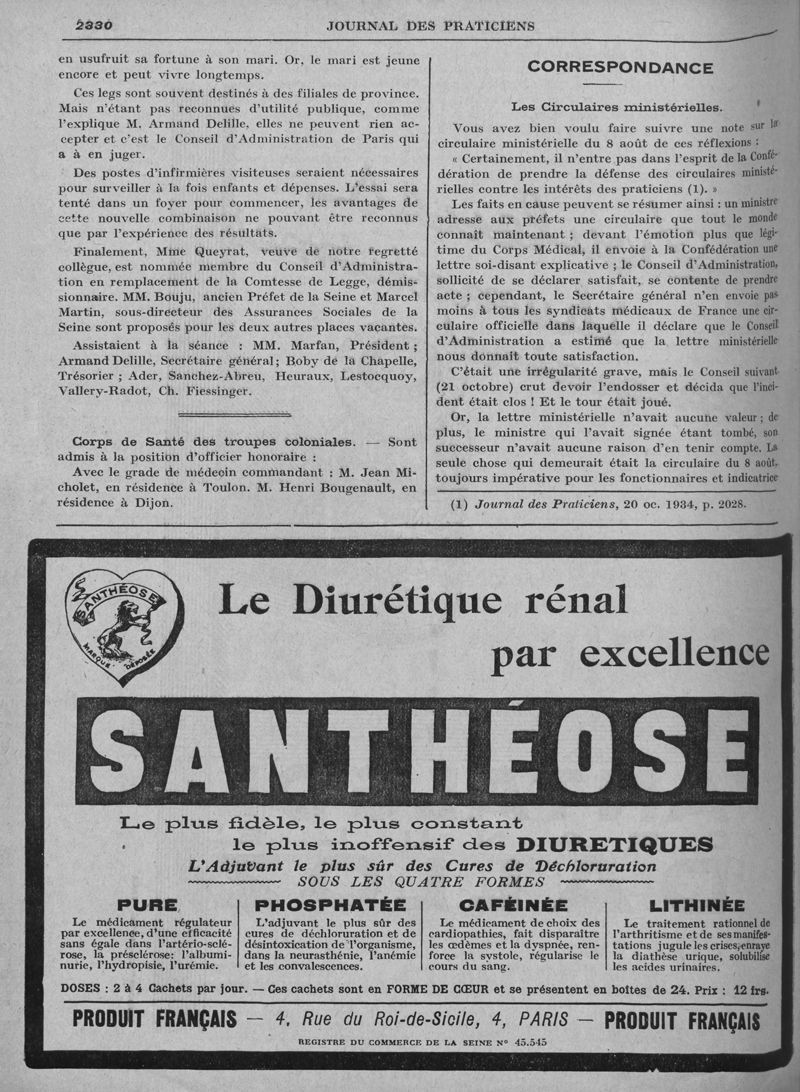 2330
JOURNAL DES PRATICIENS
en usufruit sa fortune à son mari. Or, le mari est jeune
encore et peut vivre longtemps.
Ces legs sont souvent destinés à des filiales de province.
Mais n'étant pas reconnues d'utilité publique, comme
l'explique M. Armand Delille, elles ne peuvent rien ac-
cepter et c'est le Conseil d'Administration de Paris qui
a à en juger.
Des postes d'infirmières visiteuses seraient nécessaires
pour surveiller à la fois enfants et dépenses. L'essai sera
tenté dans un foyer pour commencer, les avantages de
cette nouvelle combinaison ne pouvant être reconnus
que par l'expérience des résultats.
Finalement, Mme Queyrat, veuve de notre regretté
collègue, est nommée membre du Conseil d'Administra-
tion en remplacement de la Comtesse de Legge, démis-
sionnaire. MM. Bouju, ancien Préfet de la Seine et Marcel
Martin, sous-directeur des Assurances Sociales de la
Seine sont proposés pour les deux autres places vacantes.
Assistaient à la séance : MM. Marfan, Président ;
Armand Delille, Secrétaire général ; Boby de la Chapelle,
Trésorier ; Ader, Sanchez-Abreu, Heuraux, Lestocquoy,
Vallery-Radot, Ch. Fiessinger.
Corps de Santé des troupes coloniales. — Sont
admis à la position d'officier honoraire :
Avec le grade de médecin commandant : M. Jean Mi-
cholet, en résidence à Toulon. M. Henri Bougenault, en
résidence à Dijon.
CORRESPONDANCE
Les Circulaires ministérielles.
Vous avez bien voulu faire suivre une note sur la
circulaire ministérielle du 8 août de ces réflexions :
« Certainement, il n'entre pas dans l'esprit de la Confé-
dération de prendre la défense des circulaires ministé-
rielles contre les intérêts des praticiens (1). »
Les faits en cause peuvent se résumer ainsi : un ministre
adresse aux préfets une circulaire que tout le monde
connaît maintenant ; devant l'émotion plus que légi-
time du Corps Médical, il envoie à la Confédération une
lettre soi-disant explicative ; le Conseil d'Administration,
sollicité de se déclarer satisfait, se contente de prendre
acte ; cependant, le Secrétaire général n'en envoie pas
moins à tous les syndicats médicaux de France une cir-
culaire officielle dans laquelle il déclare que le Conseil
d'Administration a estimé que la lettre ministérielle
nous donnait toute satisfaction.
C'était une irrégularité grave, mais le Conseil suivant
(21 octobre) crut devoir l'endosser et décida que l'inci-
dent était clos ! Et le tour était joué.
Or, la lettre ministérielle n'avait aucune valeur ; de
plus, le ministre qui l'avait signée étant tombé, son
successeur n'avait aucune raison d'en tenir compte. La
seule chose qui demeurait était la circulaire du 8 août,
toujours impérative pour les fonctionnaires et indicatrice
(1) Journal des Praticiens, 20 oc. 1934, p. 2028.
SANTHÉOSE
MARQUE DÉPOSÉE
Le Diurétique rénal
par excellence
SANTHÉOSE
Le plus fidèle, le plus constant
le plus inoffensif des DIURETIQUES
L'Adjuvant le plus sûr des Cures de Déchloruration
SOUS LES QUATRE FORMES
PURE
Le médicament régulateur
par excellence, d'une efficacité
sans égale dans l'artério-sclé-
rose, la présclérose: l'albumi-
nurie, l'hydropisie, l'urémie.
PHOSPHATÉE
L'adjuvant le plus sûr des
cures de déchloruration et de
désintoxication de l'organisme,
dans la neurasthénie, l'anémie
et les convalescences.
CAFÉINÉE
Le médicament de choix des
cardiopathies, fait disparaître
les œdèmes et la dyspnée, ren-
force la systole, régularise le
cours du sang.
LITHINÉE
Le traitement rationnel de
l'arthritisme et de ses manifes-
tations jugule les crises, enraye
la diathèse urique, solubilise
les acides urinaires.
DOSES : 2 à 4 Cachets par jour. — Ces cachets sont en FORME DE CŒUR et se présentent en boîtes de 24. Prix : 12 frs.
PRODUIT FRANÇAIS — 4, Rue du Roi-de-Sicile, 4, PARIS — PRODUIT FRANÇAIS
REGISTRE DU COMMERCE DE LA SEINE N° 45.545